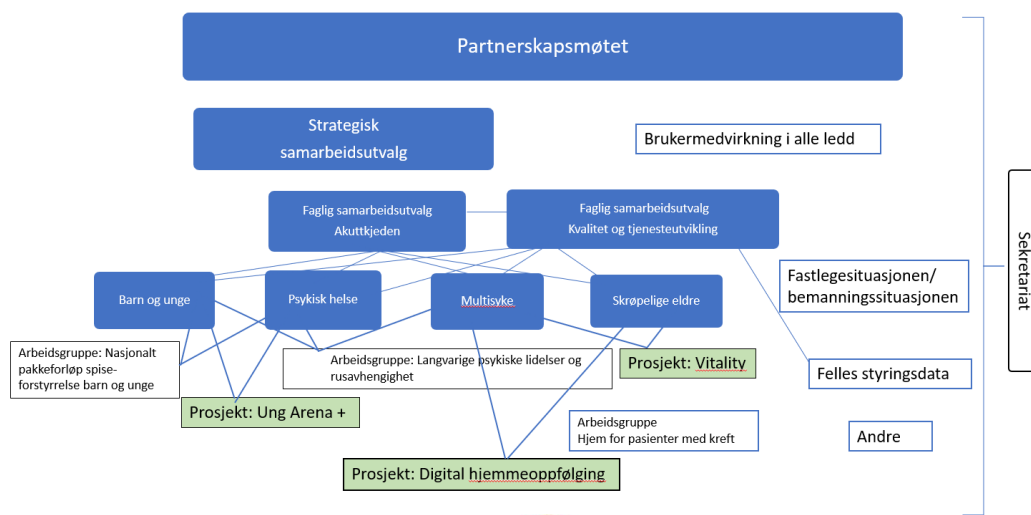 Partnerskapsmøtet
Strategisk
samarbeidsutvalg
Brukermedvirkning i alle ledd
Faglig samarbeidsutvalg
Akuttkjeden
Faglig samarbeidsutvalg
Kvalitet og tjenesteutvikling
Sekretariat
Barn og unge
Psykisk helse
Multisyke
Skrøpelige eldre
Fastlegesituasjonen/
bemanningssituasjonen
Arbeidsgruppe: Nasjonalt
pakkeforløp spise-
forstyrrelse barn og unge
Arbeidsgruppe: Langvarige psykiske lidelser og
rusavhengighet
Prosjekt: Vitality
Felles styringsdata
Prosjekt: Ung Arena +
Arbeidsgruppe
Hjem for pasienter med kreft
Andre
Prosjekt: Digital hjemmeoppfølging